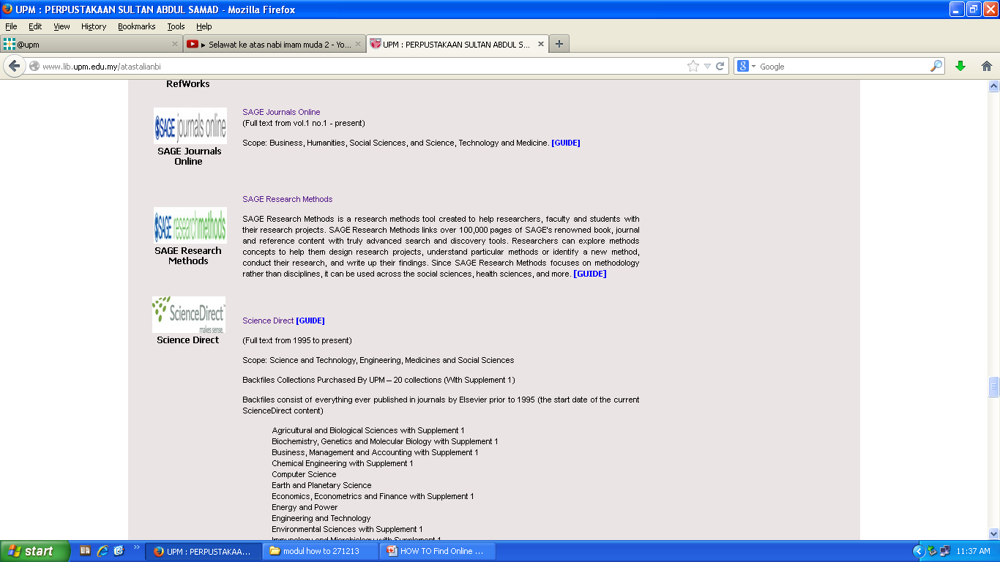 UPM : PERPUSTAKAAN SULTAN ABDUL SAMAD - Mozilla Firefox
File Edit View History Bookmarks Tools Help
@upm
► Selawat ke atas nabi imam muda 2 - Yo...
UPM : PERPUSTAKAAN SULTAN ABDUL S...
www.lib.upm.edu.my/atastalianbi
Google
RefWorks
SAGE journals online
SAGE Journals
Online
SAGE Journals Online
(Full text from vol.1 no.1 - present)
Scope: Business, Humanities, Social Sciences, and Science, Technology and Medicine. [GUIDE]
SAGE researchmethods
SAGE Research
Methods
SAGE Research Methods
SAGE Research Methods is a research methods tool created to help researchers, faculty and students with
their research projects. SAGE Research Methods links over 100,000 pages of SAGE's renowned book, journal
and reference content with truly advanced search and discovery tools. Researchers can explore methods
concepts to help them design research projects, understand particular methods or identify a new method,
conduct their research, and write up their findings. Since SAGE Research Methods focuses on methodology
rather than disciplines, it can be used across the social sciences, health sciences, and more. [GUIDE]
ScienceDirect
makes sense.
Science Direct
Science Direct [GUIDE]
(Full text from 1995 to present)
Scope: Science and Technology, Engineering, Medicines and Social Sciences
Backfiles Collections Purchased By UPM – 20 collections (With Supplement 1)
Backfiles consist of everything ever published in journals by Elsevier prior to 1995 (the start date of the current
ScienceDirect content)
Agricultural and Biological Sciences with Supplement 1
Biochemistry, Genetics and Molecular Biology with Supplement 1
Business, Management and Accounting with Supplement 1
Chemical Engineering with Supplement 1
Computer Science
Earth and Planetary Science
Economics, Econometrics and Finance with Supplement 1
Energy and Power
Engineering and Technology
Environmental Sciences with Supplement 1
Immunology and Microbiology with Supplement 1
start
UPM : PERPUSTAKAA...
modul how to 271213
HOW TO Find Online ...
11:37 AM